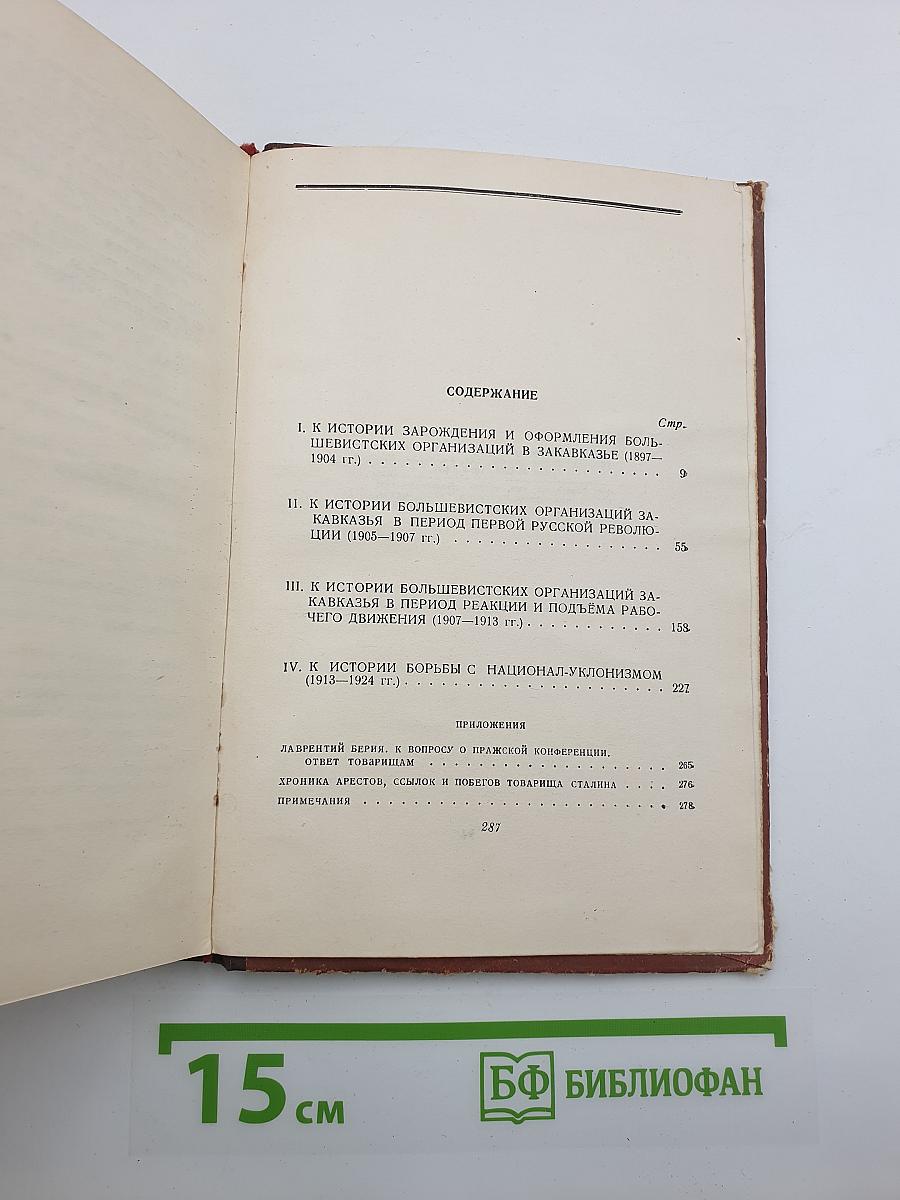 СОДЕРЖАНИЕ
Стр.
I. К ИСТОРИИ ЗАРОЖДЕНИЯ И ОФОРМЛЕНИЯ БОЛЬ-
ШЕВИСТСКИХ ОРГАНИЗАЦИЙ В ЗАКАВКАЗЬЕ (1897—
1904 гг.) . . . . . . . . . . . . . . . . . . . . . . . . 9
II. К ИСТОРИИ БОЛЬШЕВИСТСКИХ ОРГАНИЗАЦИЙ ЗА-
КАВКАЗЬЯ В ПЕРИОД ПЕРВОЙ РУССКОЙ РЕВОЛЮ-
ЦИИ (1905—1907 гг.) . . . . . . . . . . . . . . . . . 55
III. К ИСТОРИИ БОЛЬШЕВИСТСКИХ ОРГАНИЗАЦИЙ ЗА-
КАВКАЗЬЯ В ПЕРИОД РЕАКЦИИ И ПОДЪЁМА РАБО-
ЧЕГО ДВИЖЕНИЯ (1907—1913 гг.) . . . . . . . . . . . 153
IV. К ИСТОРИИ БОРЬБЫ С НАЦИОНАЛ-УКЛОНИЗМОМ
(1913—1924 гг.) . . . . . . . . . . . . . . . . . . . . . 227
ПРИЛОЖЕНИЯ
ЛАВРЕНТИЙ БЕРИЯ. К ВОПРОСУ О ПРАЖСКОЙ КОНФЕРЕНЦИИ.
ОТВЕТ ТОВАРИЩАМ . . . . . . . . . . . . . . . . . . . 265
ХРОНИКА АРЕСТОВ, ССЫЛОК И ПОБЕГОВ ТОВАРИЩА СТАЛИНА . . . . 276
ПРИМЕЧАНИЯ . . . . . . . . . . . . . . . . . . . . . . . . 278
287
15 см
БФ БИБЛИОФАН